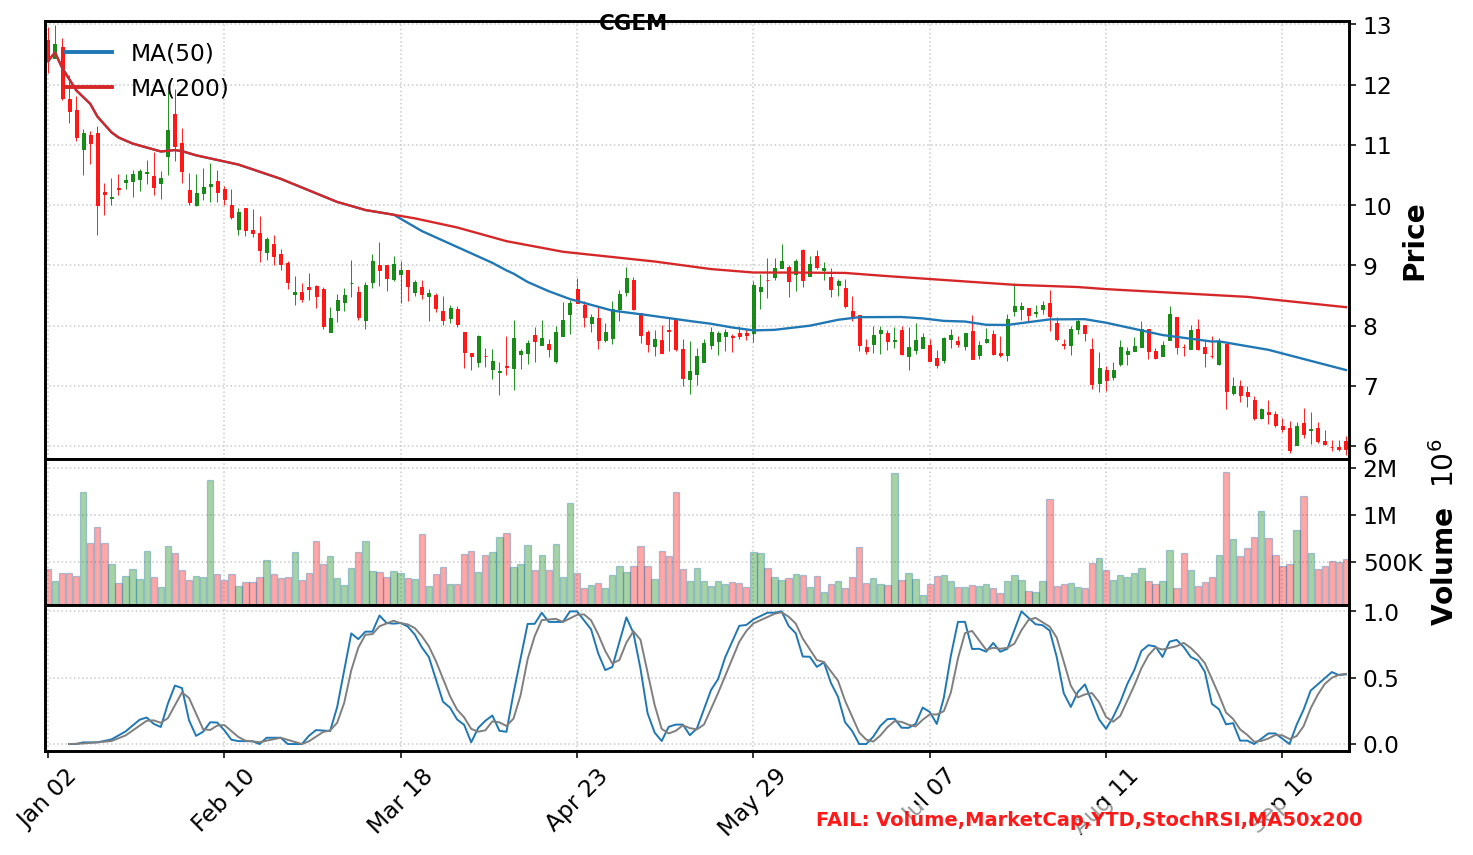 CGEM
MA(50)
MA(200)
13
12
11
10
9
8
7
6
Price
2M
1M
500K
Volume 10^6
1.0
0.5
0.0
Jan 02
Feb 10
Mar 18
Apr 23
May 29
Jul 07
Aug 11
Sep 16
FAIL: Volume,MarketCap,YTD,StochRSI,MA50x200